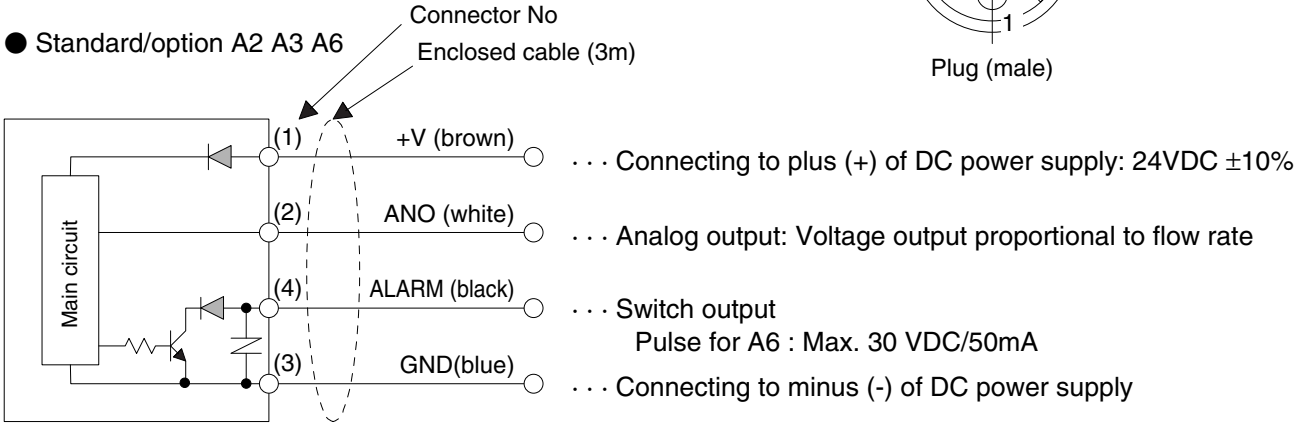 Connector No
● Standard/option A2 A3 A6
Enclosed cable (3m)
1
Plug (male)
(1) +V (brown) ··· Connecting to plus (+) of DC power supply: 24VDC ±10%
(2) ANO (white) ··· Analog output: Voltage output proportional to flow rate
Main circuit
(4) ALARM (black) ··· Switch output
Pulse for A6 : Max. 30 VDC/50mA
(3) GND(blue) ··· Connecting to minus (-) of DC power supply